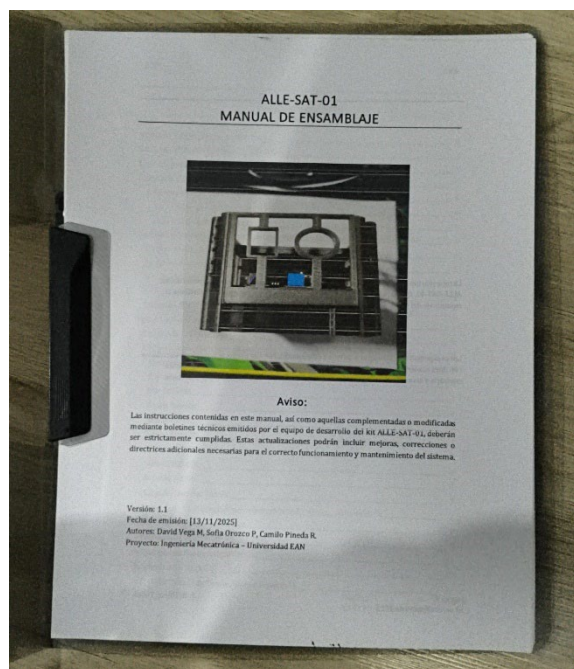 ALLE-SAT-01
MANUAL DE ENSAMBLAJE
Aviso:
Las instrucciones contenidas en este manual, así como aquellas complementadas o modificadas
mediante boletines técnicos emitidos por el equipo de desarrollo del kit ALLE-SAT-01, deberán
ser estrictamente cumplidas. Estas actualizaciones podrán incluir mejoras, correcciones o
directrices adicionales necesarias para el correcto funcionamiento y mantenimiento del sistema.
Versión: 1.1
Fecha de emisión: [13/11/2025]
Autores: David Vega M, Sofía Orozco P, Camilo Pineda R.
Proyecto: Ingeniería Mecatrónica – Universidad EAN